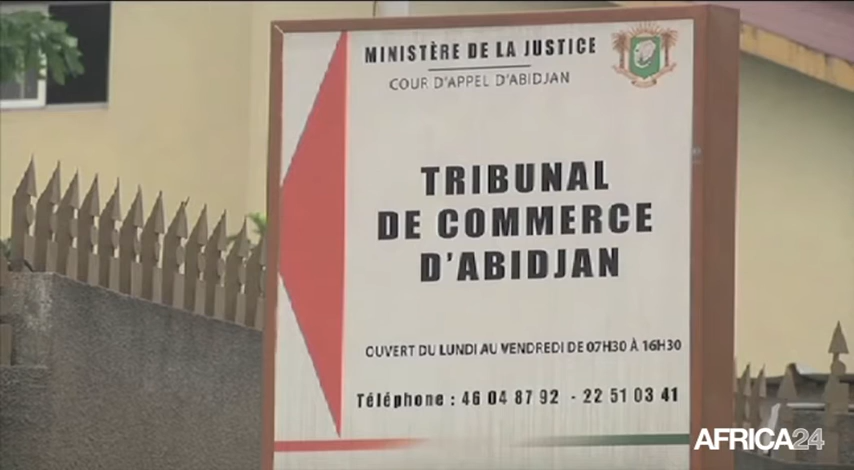 MINISTÈRE DE LA JUSTICE
COUR D'APPEL D'ABIDJAN
TRIBUNAL
DE COMMERCE
D'ABIDJAN
OUVERT DU LUNDI AU VENDREDI DE 07H30 À 16H30
Téléphone : 46 04 87 92 - 22 51 03 41
AFRICA24